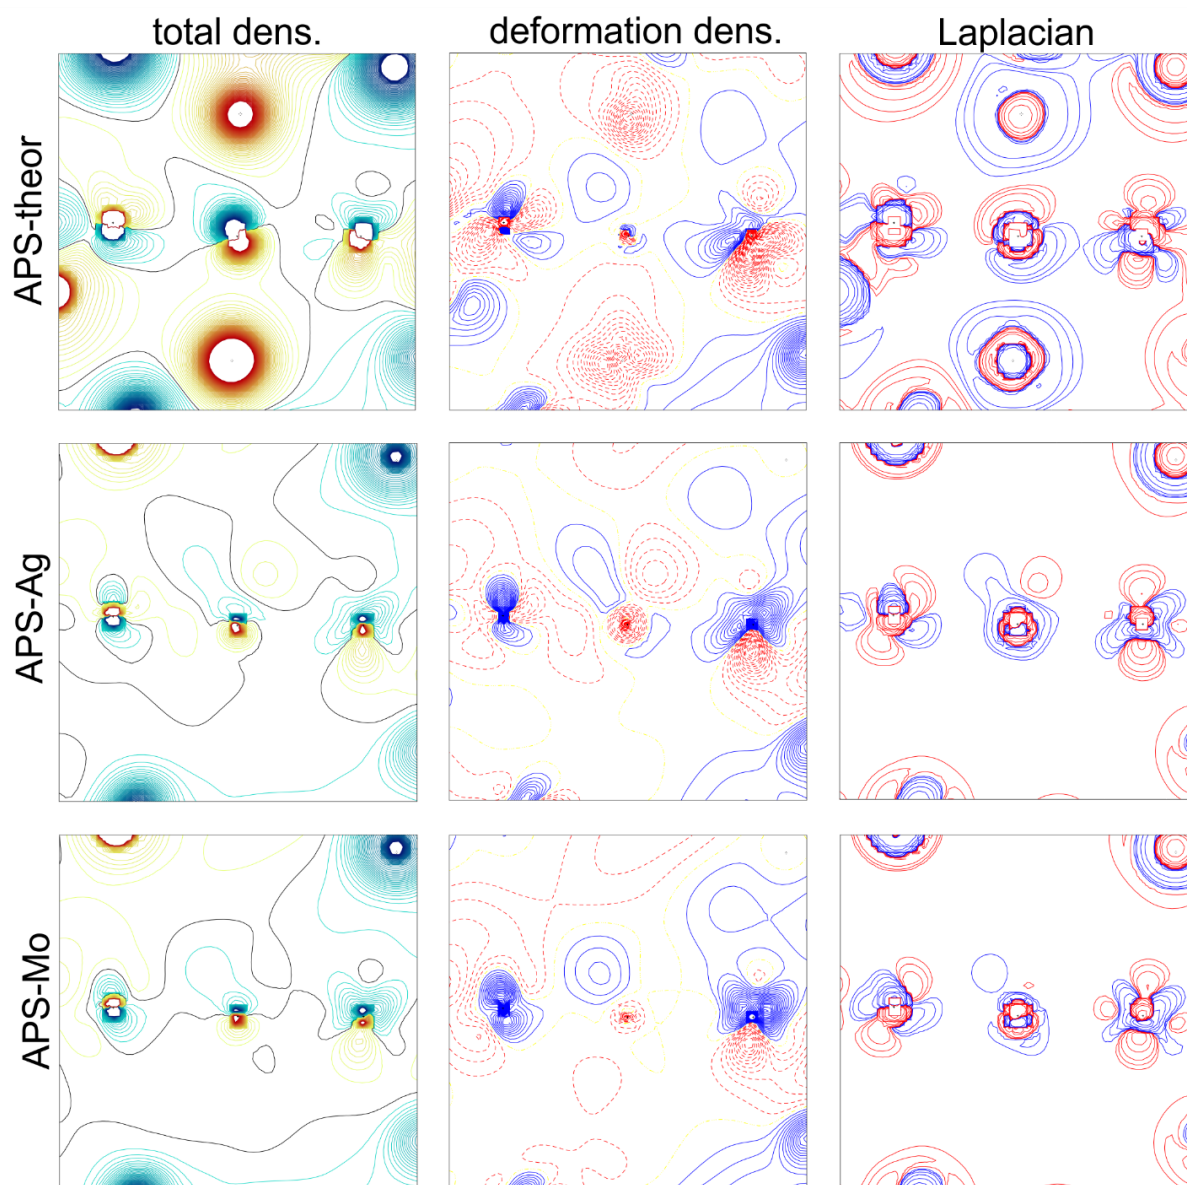 total dens.
deformation dens.
Laplacian
APS-theor
APS-Ag
APS-Mo